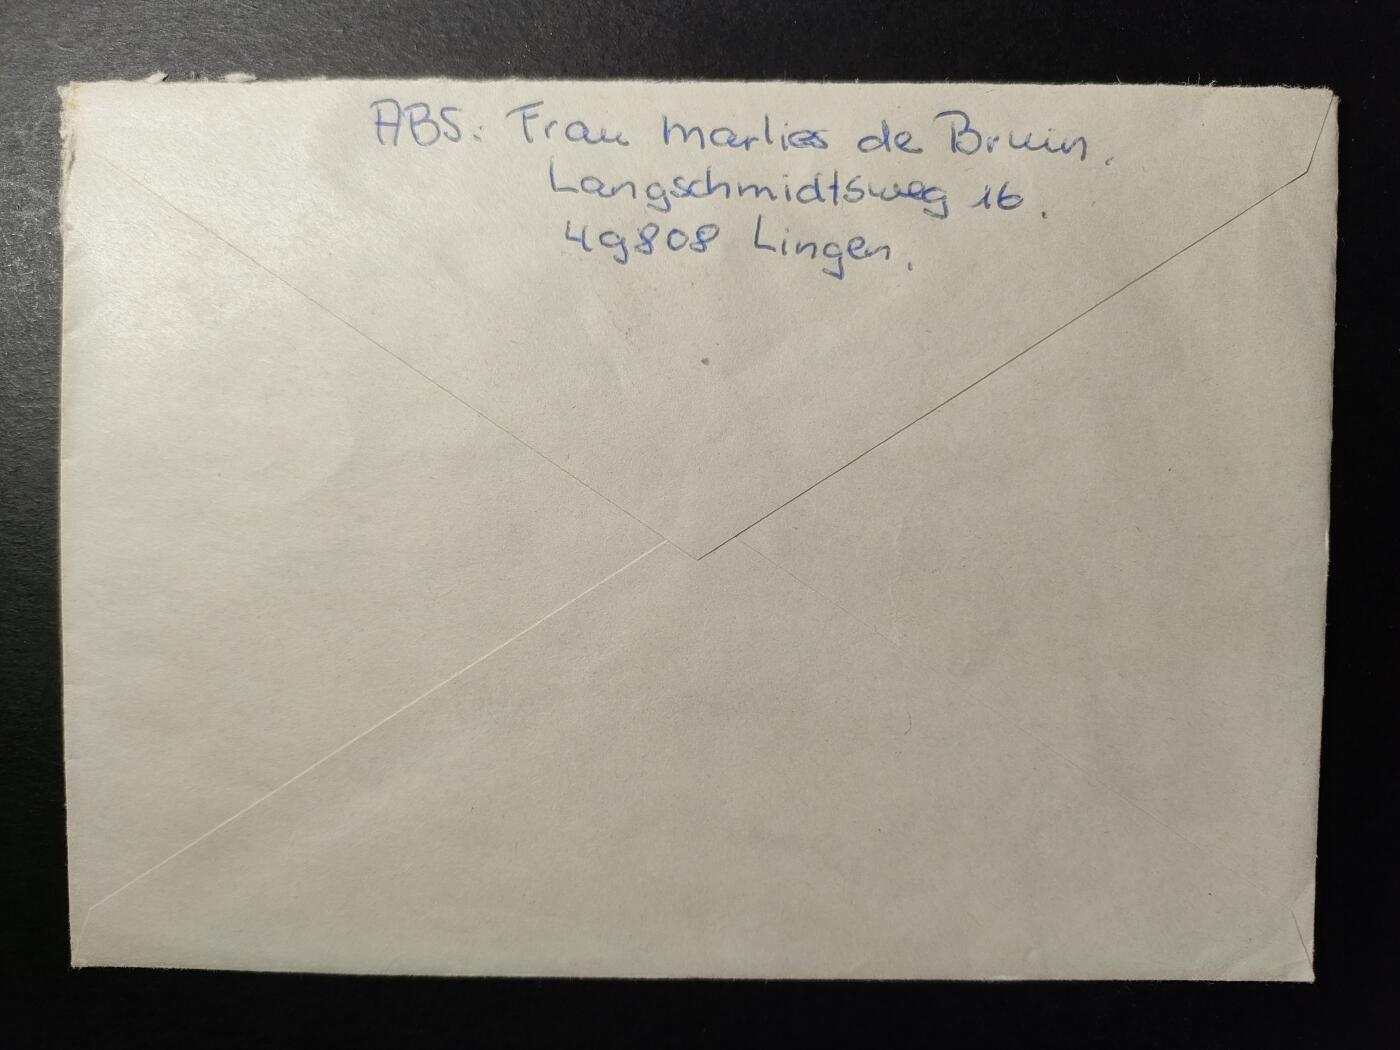 ABS: Frau Marlies de Bruin.
Langschmidtsweg 16.
49808 Lingen.